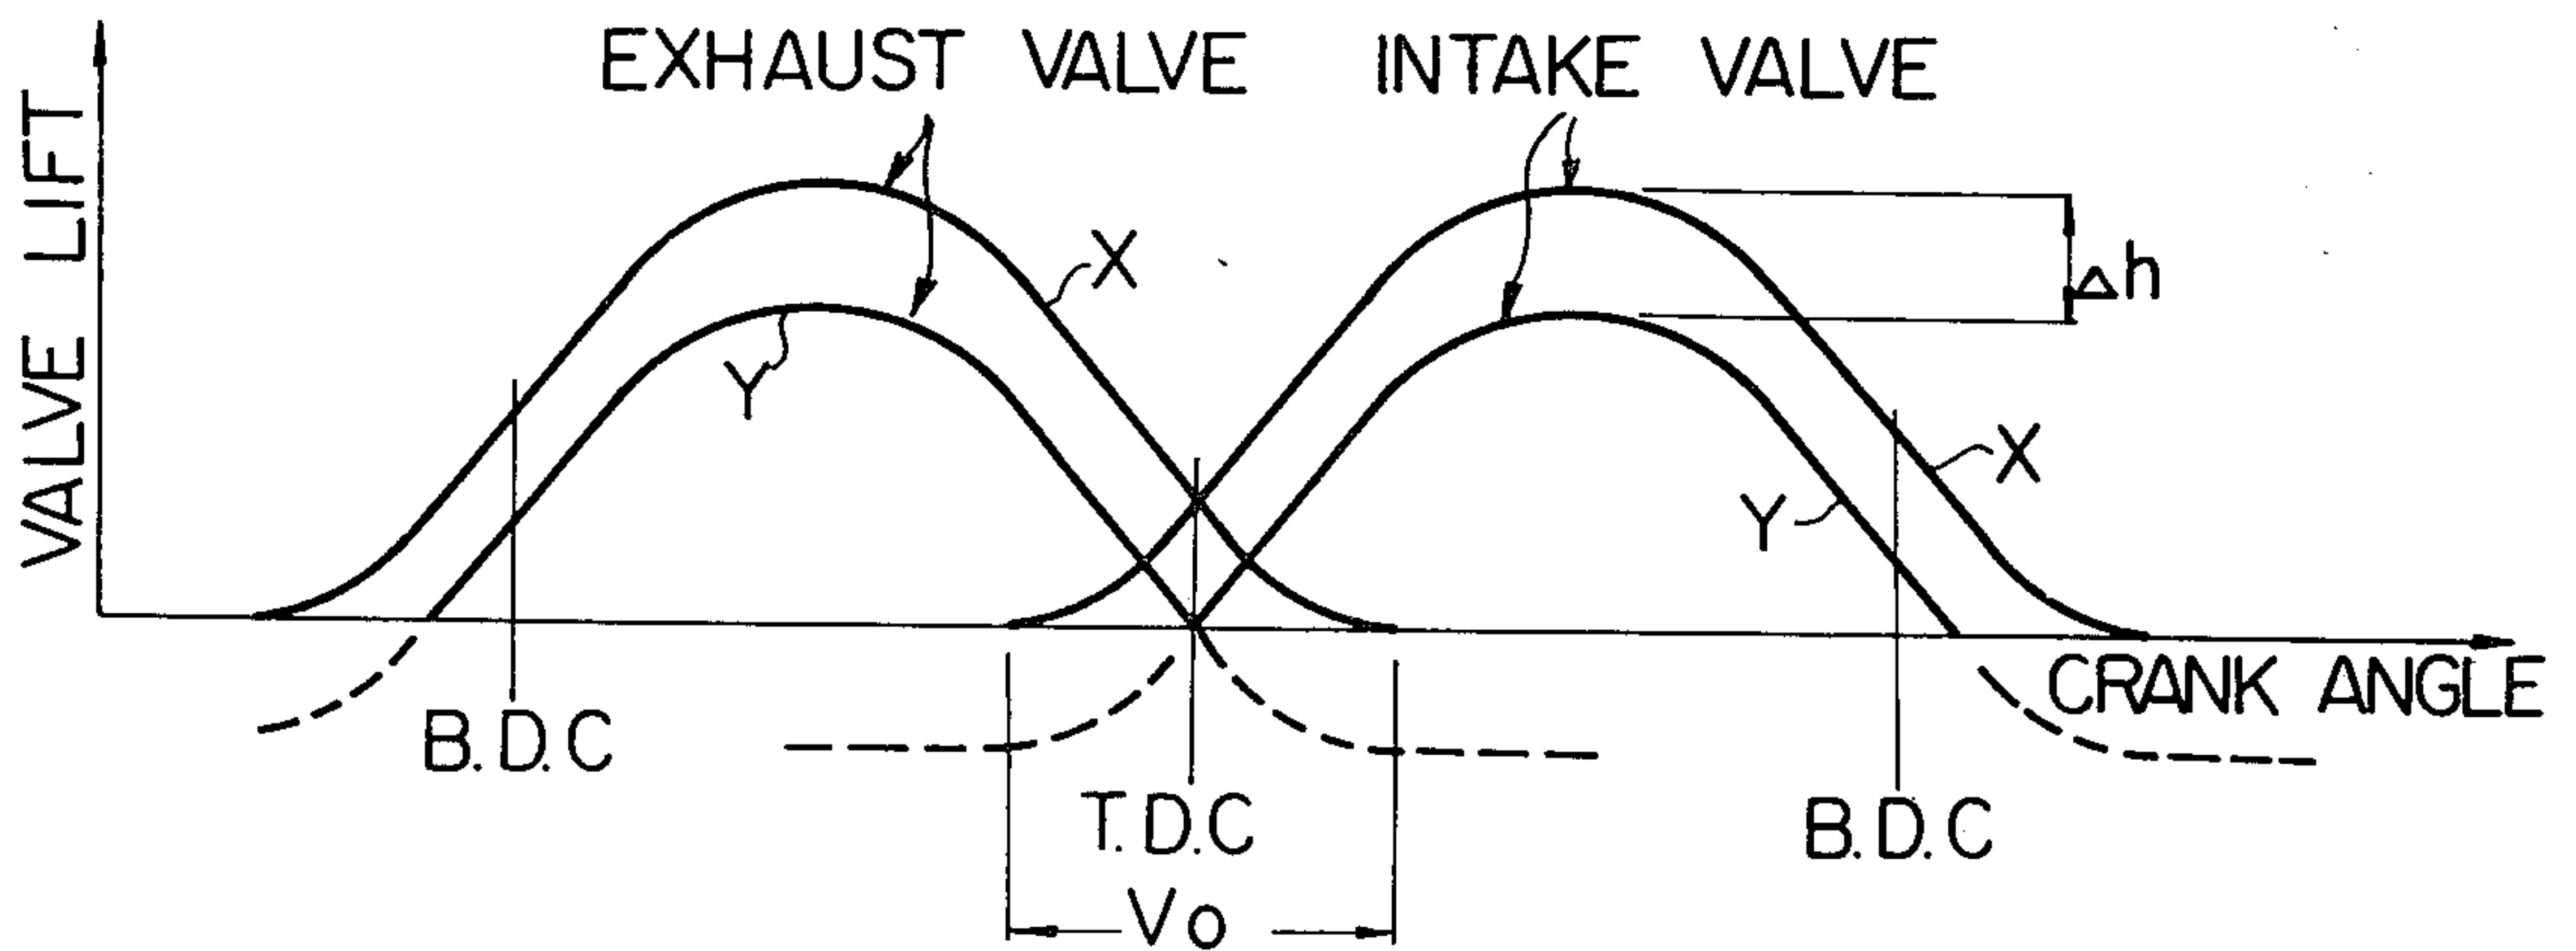 VALVE LIFT
EXHAUST VALVE
INTAKE VALVE
X
Δh
Y
X
Y
CRANK ANGLE
B.D.C
T.D.C
B.D.C
Vo